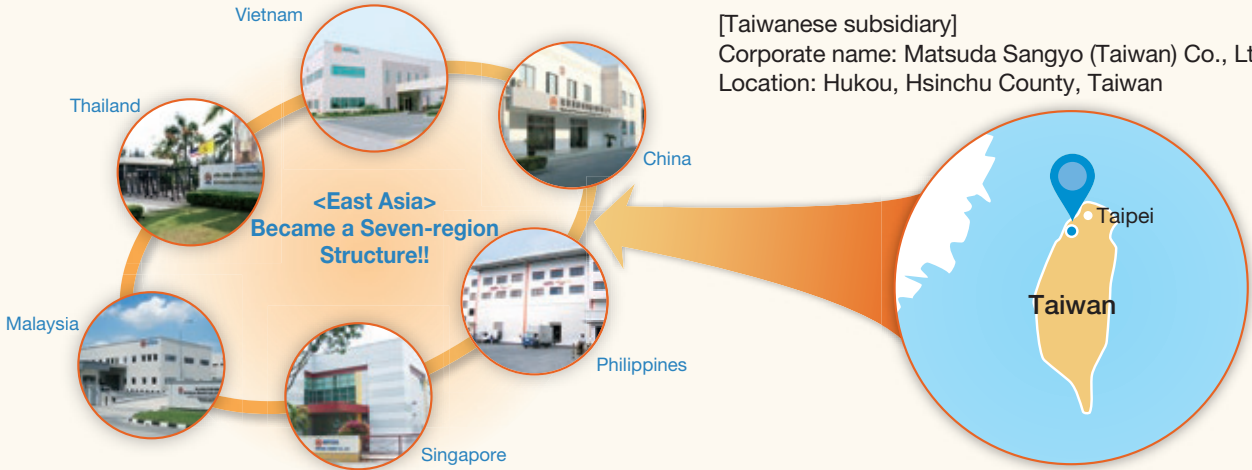 Vietnam
[Taiwanese subsidiary]
Corporate name: Matsuda Sangyo (Taiwan) Co., Lt
Location: Hukou, Hsinchu County, Taiwan
Thailand
China
<East Asia>
Became a Seven-region
Structure!!
Taipei
Taiwan
Malaysia
Philippines
Singapore